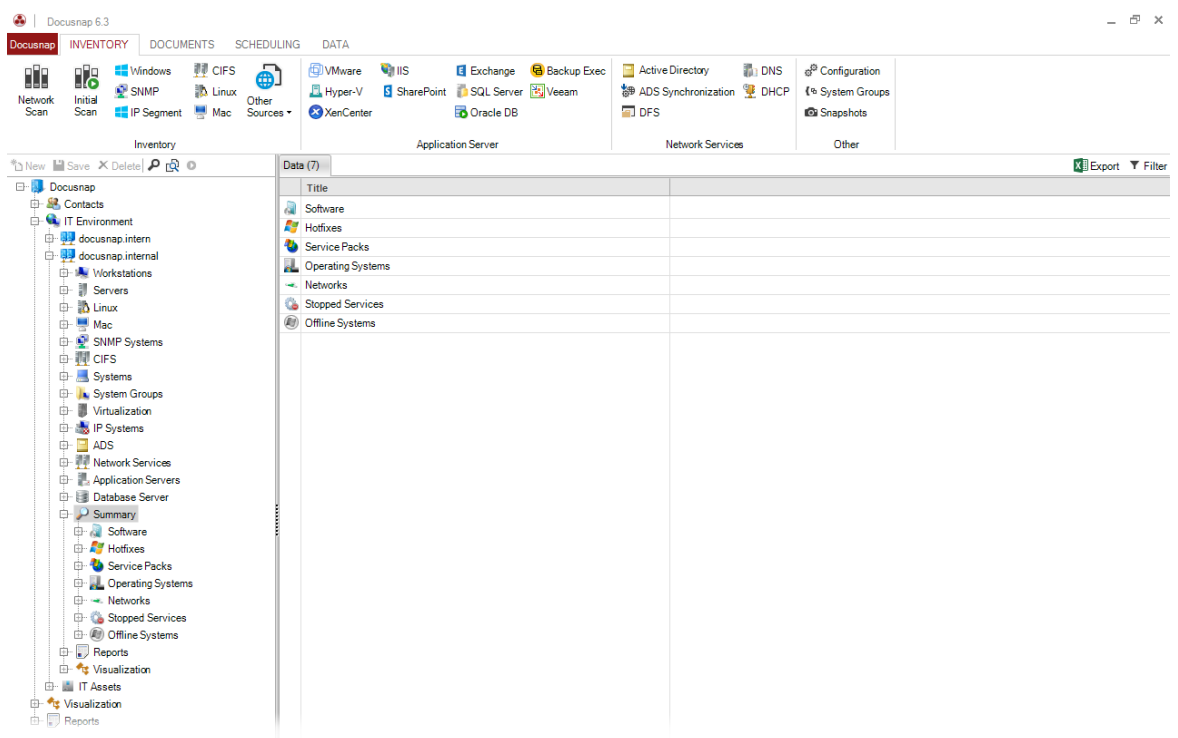 Docusnap 6.3
Docusnap INVENTORY DOCUMENTS SCHEDULING DATA
Windows CIFS VMware IIS Exchange Backup Exec Active Directory DNS Configuration
SNMP Linux Hyper-V SharePoint SQL Server Veeam ADS Synchronization DHCP System Groups
Network Scan Initial Scan IP Segment Mac Other Sources XenCenter Oracle DB DFS Snapshots
Inventory Application Server Network Services Other
New Save Delete Data (7) Export Filter
Title
Software
Hotfixes
Service Packs
Operating Systems
Networks
Stopped Services
Offline Systems
Docusnap
Contacts
IT Environment
docusnap.intern
docusnap.internal
Workstations
Servers
Linux
Mac
SNMP Systems
CIFS
Systems
System Groups
Virtualization
IP Systems
ADS
Network Services
Application Servers
Database Server
Summary
Software
Hotfixes
Service Packs
Operating Systems
Networks
Stopped Services
Offline Systems
Reports
Visualization
IT Assets
Visualization
Reports